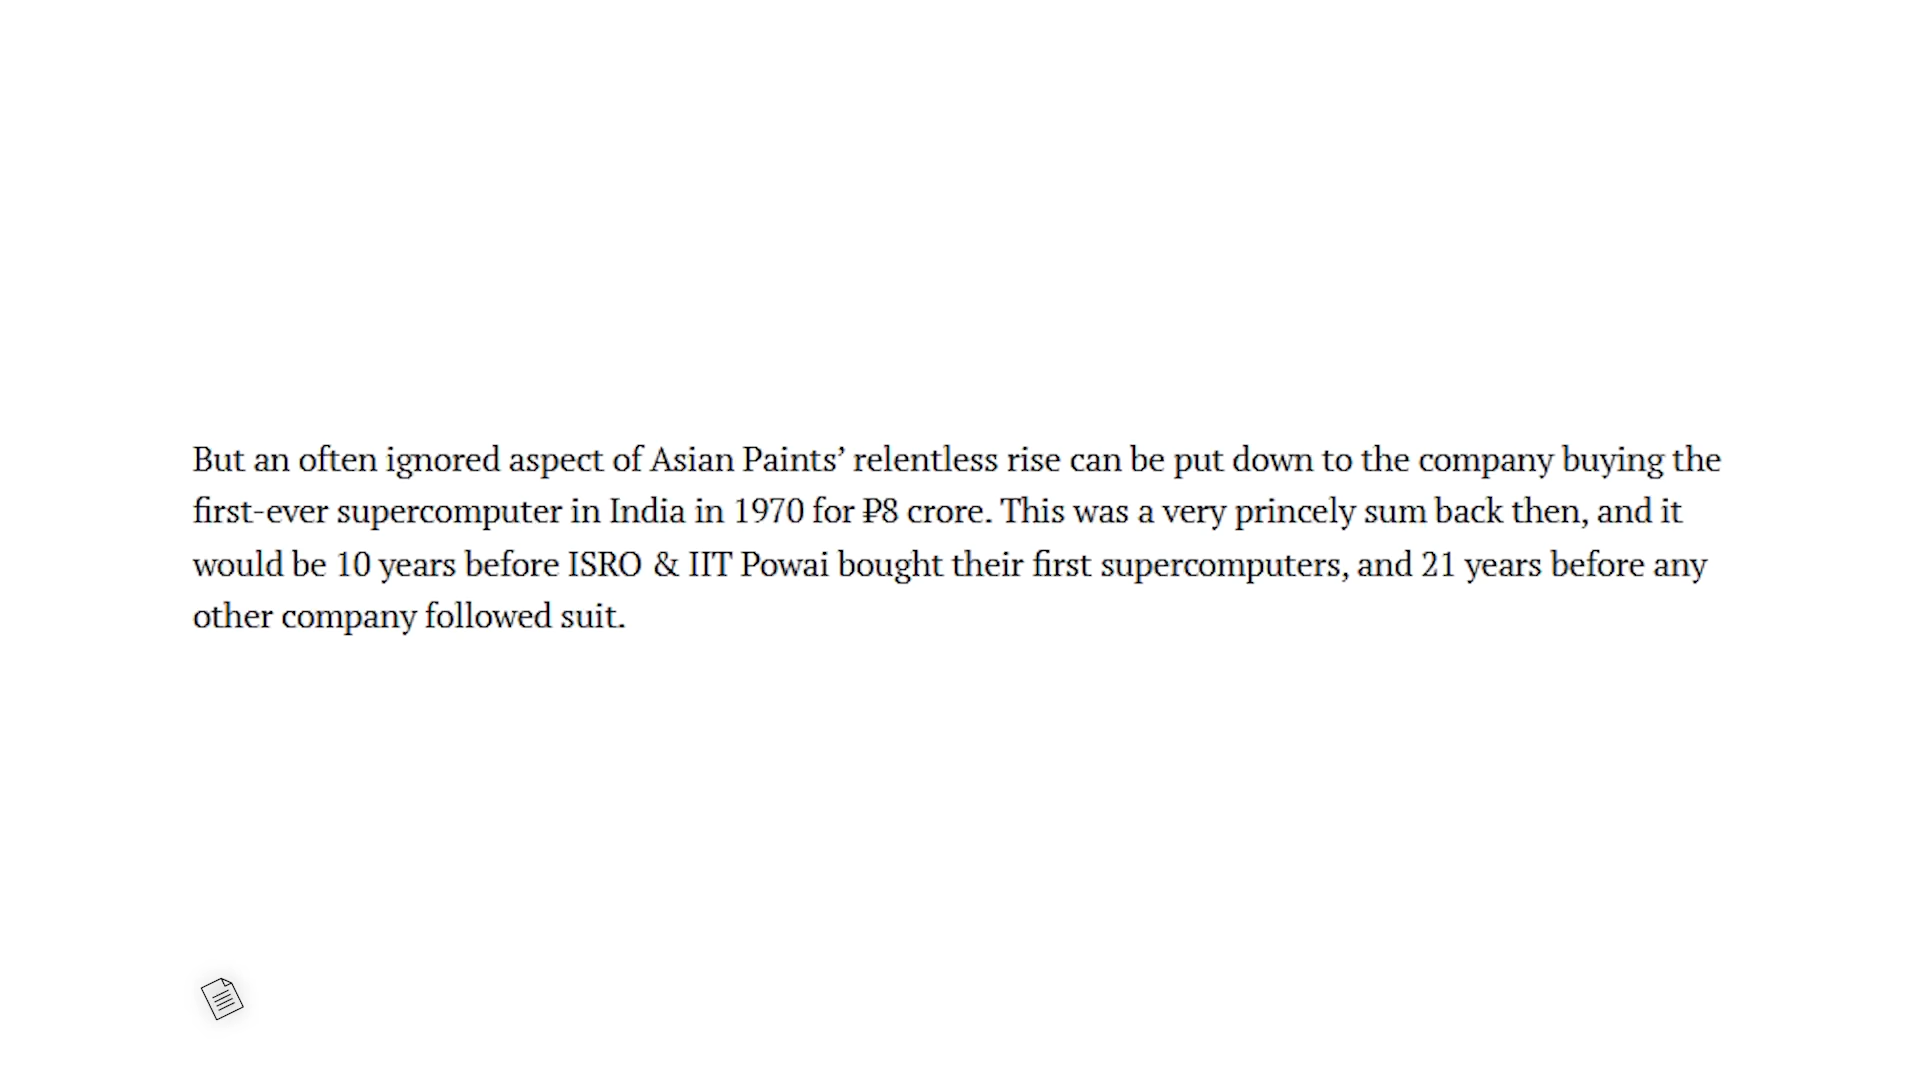 But an often ignored aspect of Asian Paints’ relentless rise can be put down to the company buying the
first-ever supercomputer in India in 1970 for ₽8 crore. This was a very princely sum back then, and it
would be 10 years before ISRO & IIT Powai bought their first supercomputers, and 21 years before any
other company followed suit.